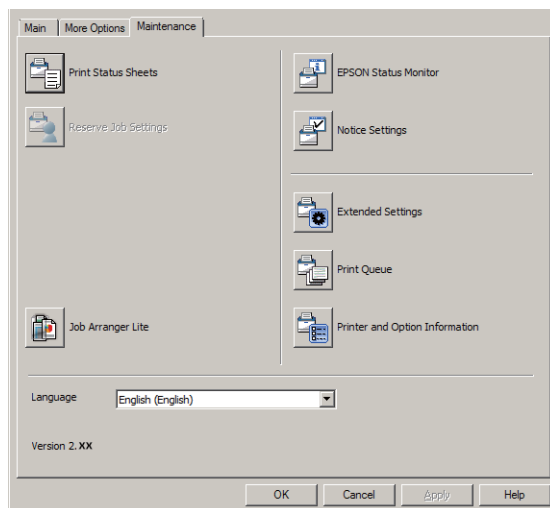 Main More Options Maintenance
Print Status Sheets
EPSON Status Monitor
Reserve Job Settings
Notice Settings
Extended Settings
Print Queue
Job Arranger Lite
Printer and Option Information
Language English (English)
Version 2.XX
OK Cancel Apply Help